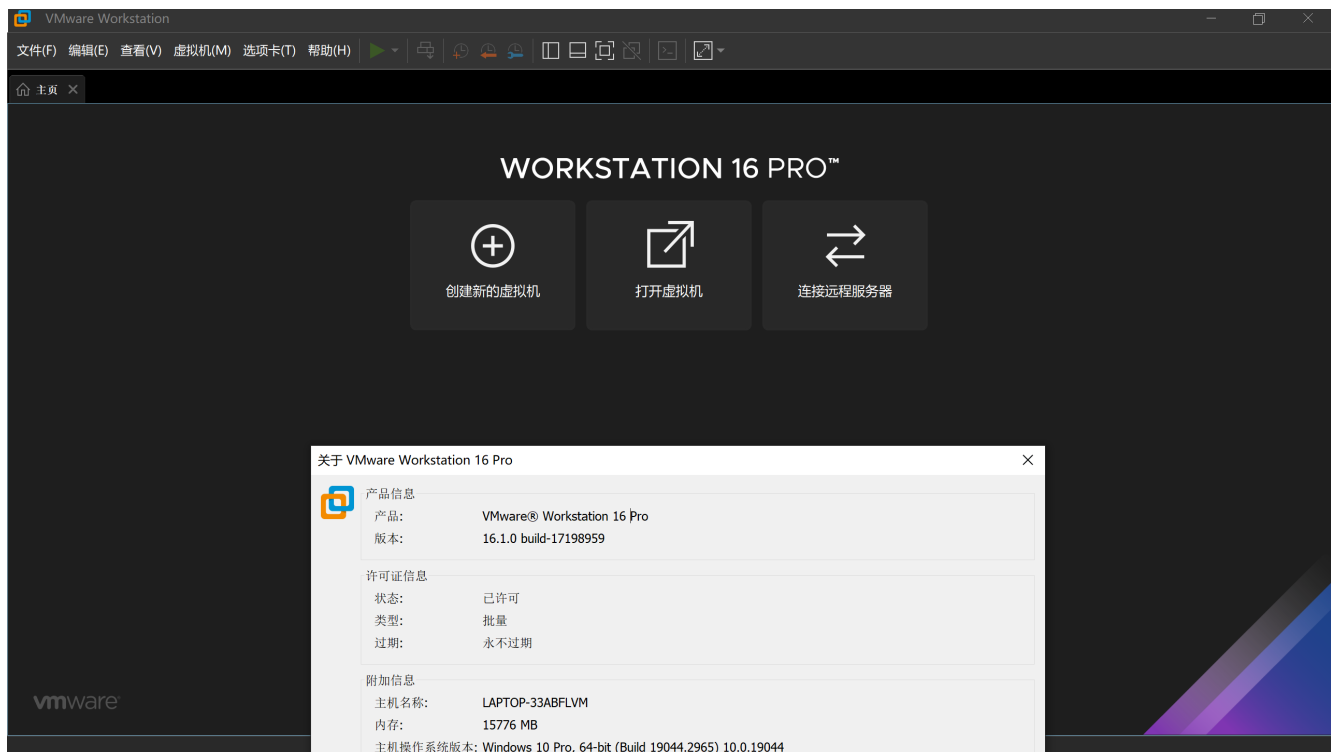 VMware Workstation
文件(F) 编辑(E) 查看(V) 虚拟机(M) 选项卡(T) 帮助(H)
主页
WORKSTATION 16 PRO™
创建新的虚拟机 打开虚拟机 连接远程服务器
关于 VMware Workstation 16 Pro
产品信息
产品: VMware® Workstation 16 Pro
版本: 16.1.0 build-17198959
许可证信息
状态: 已许可
类型: 批量
过期: 永不过期
附加信息
主机名称: LAPTOP-33ABFLVM
内存: 15776 MB
主机操作系统版本: Windows 10 Pro, 64-bit (Build 19044.2965) 10.0.19044
vmware